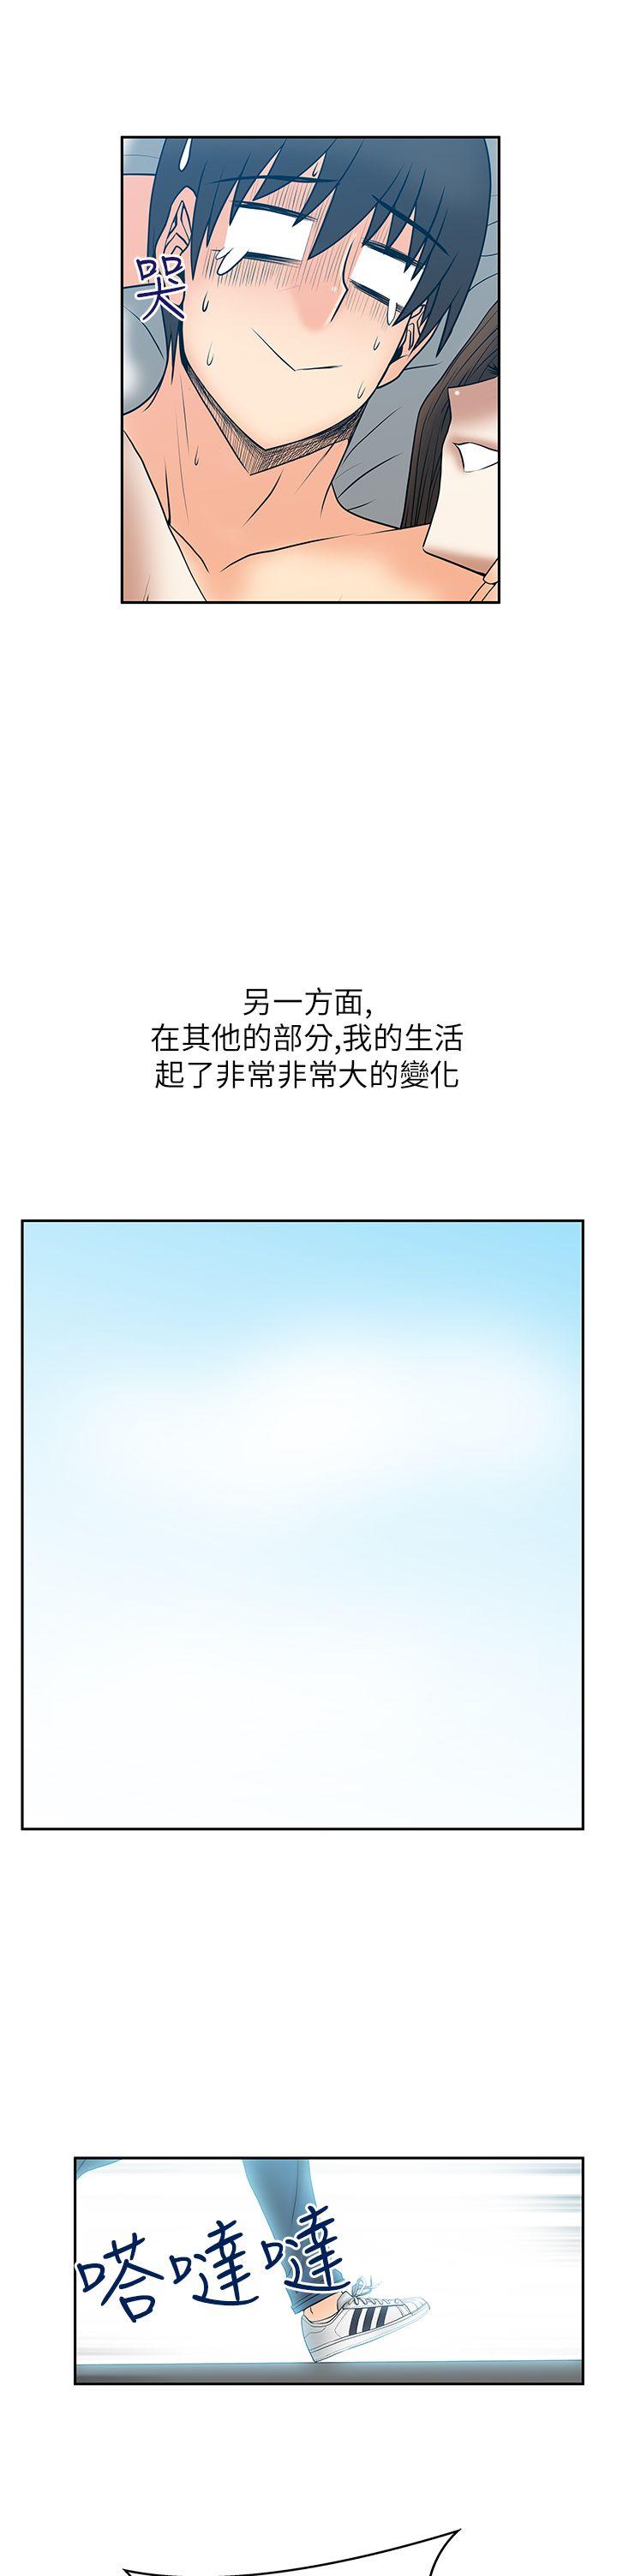 哭
另一方面,
在其他的部分,我的生活
起了非常非常大的變化
嗒噠噠